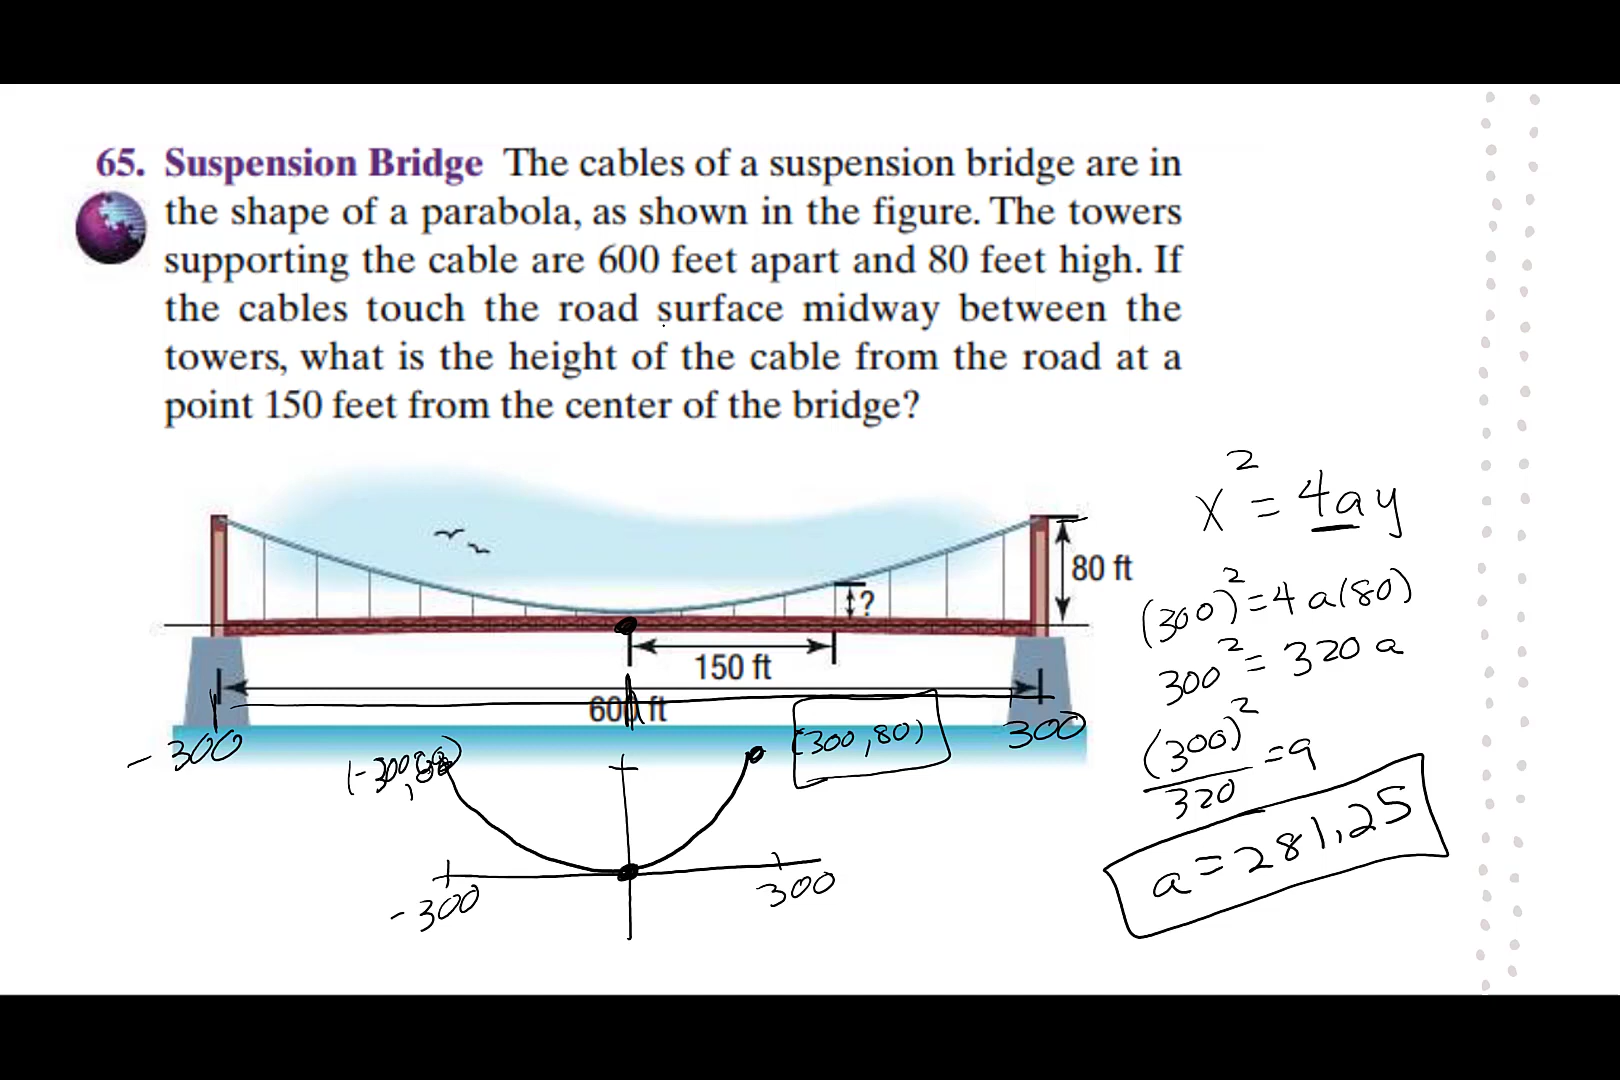 65. Suspension Bridge The cables of a suspension bridge are in
the shape of a parabola, as shown in the figure. The towers
supporting the cable are 600 feet apart and 80 feet high. If
the cables touch the road surface midway between the
towers, what is the height of the cable from the road at a
point 150 feet from the center of the bridge?
x² = 4ay
80 ft
?
(300)² = 4a(80)
150 ft
300² = 320a
600 ft
-300
(300,80)
300
(300)²/320 = a
a = 281.25
-300
300